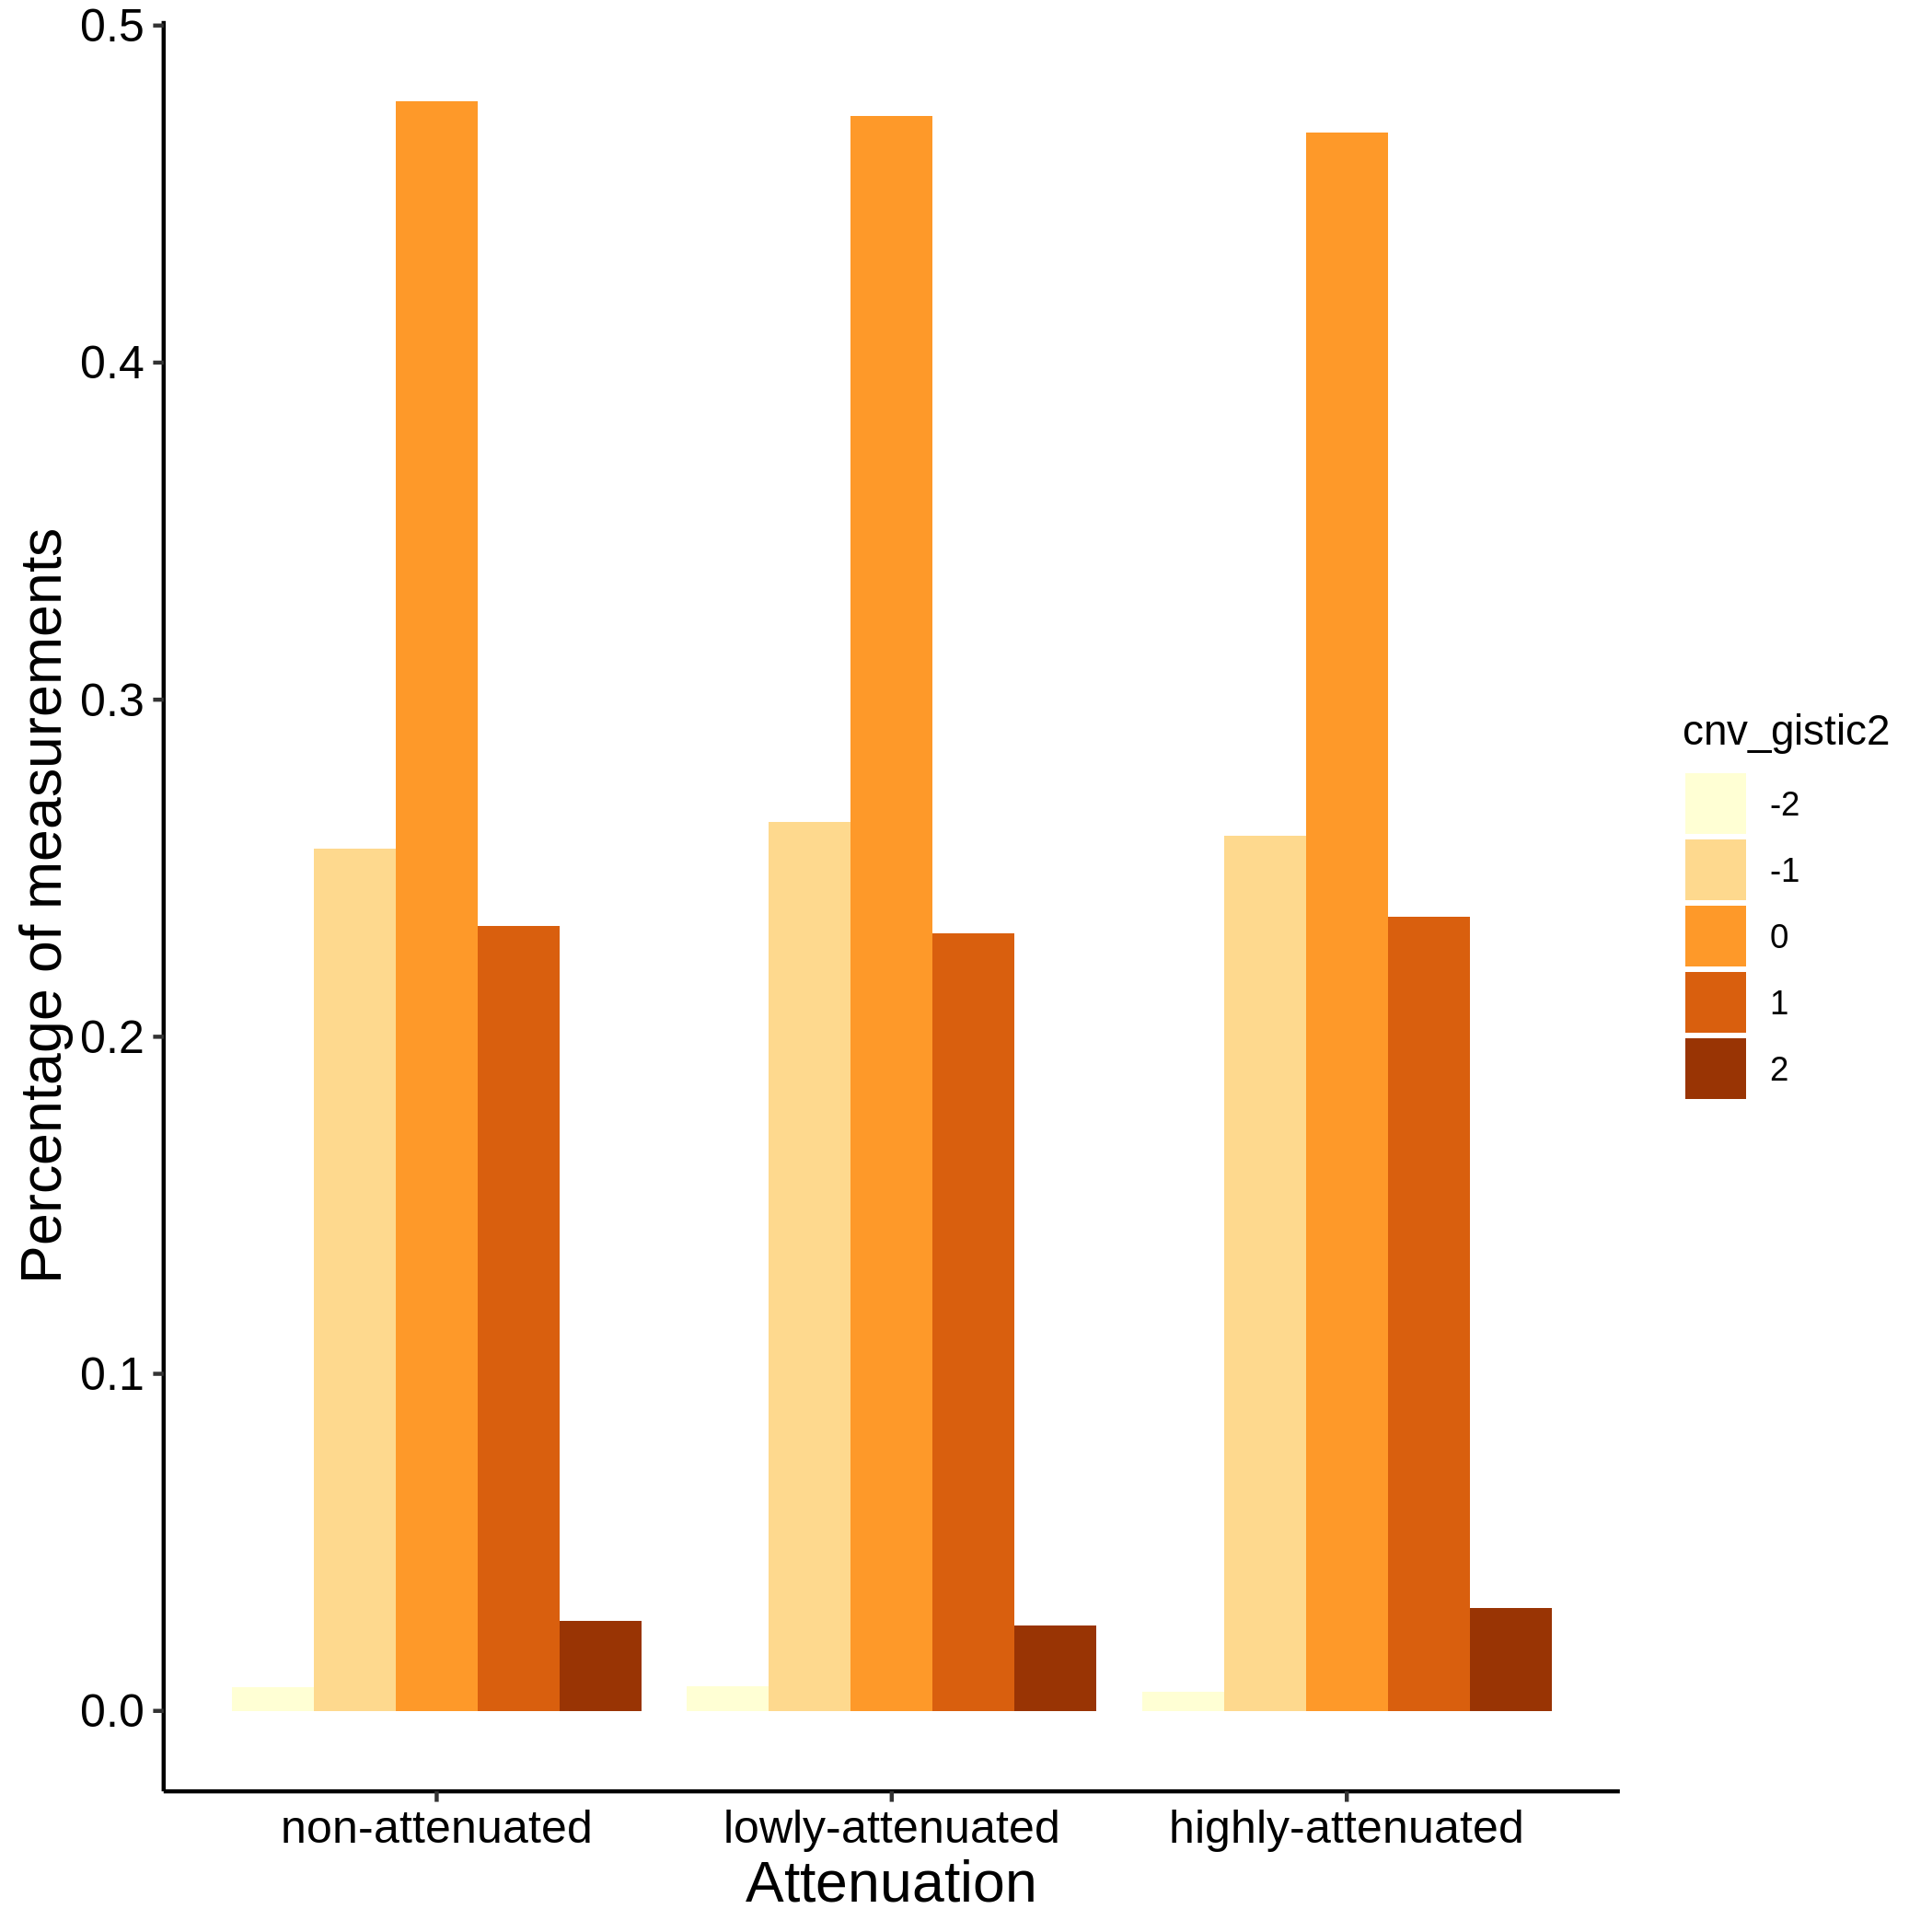 Percentage of measurements
0.5
0.4
0.3
0.2
0.1
0.0
non-attenuated lowly-attenuated highly-attenuated
Attenuation
cnv_gistic2
-2
-1
0
1
2